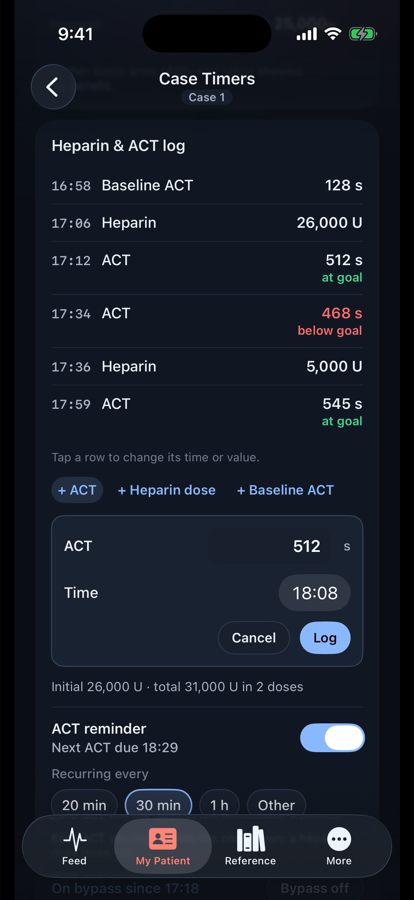 9:41
Case Timers
Case 1
Heparin & ACT log
16:58 Baseline ACT 128 s
17:06 Heparin 26,000 U
17:12 ACT 512 s
at goal
17:34 ACT 468 s
below goal
17:36 Heparin 5,000 U
17:59 ACT 545 s
at goal
Tap a row to change its time or value.
+ ACT + Heparin dose + Baseline ACT
ACT 512 s
Time 18:08
Cancel Log
Initial 26,000 U · total 31,000 U in 2 doses
ACT reminder
Next ACT due 18:29
Recurring every
20 min 30 min 1 h Other
Feed My Patient Reference More
On bypass since 17:18 Bypass off